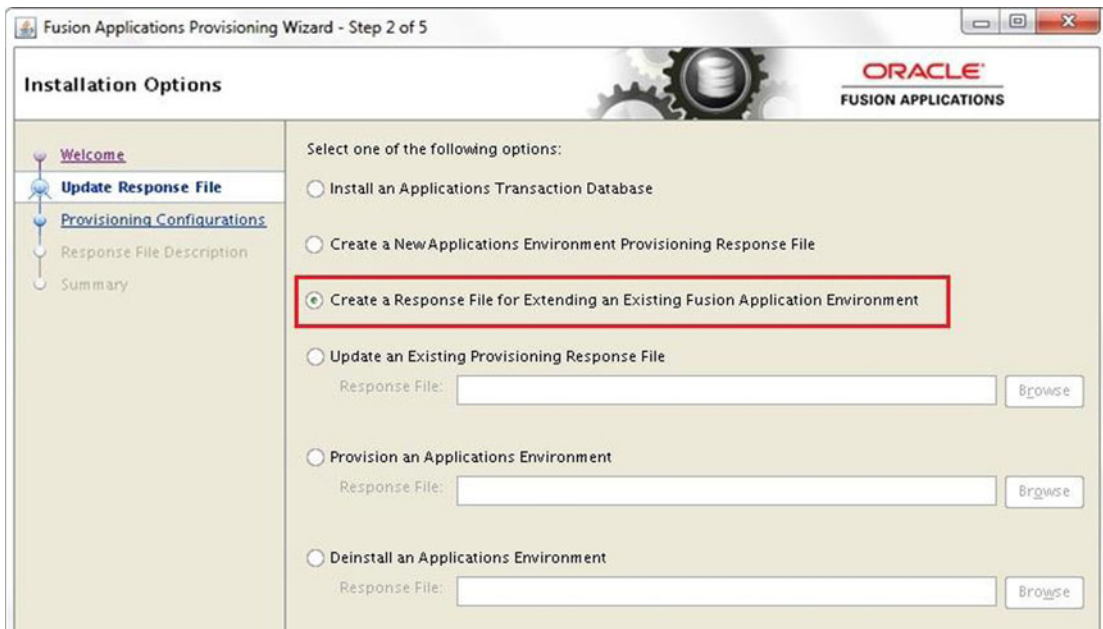 Fusion Applications Provisioning Wizard - Step 2 of 5
Installation Options
ORACLE
FUSION APPLICATIONS
Welcome
Update Response File
Provisioning Configurations
Response File Description
Summary
Select one of the following options:
Install an Applications Transaction Database
Create a New Applications Environment Provisioning Response File
Create a Response File for Extending an Existing Fusion Application Environment
Update an Existing Provisioning Response File
Response File:
Browse
Provision an Applications Environment
Response File:
Browse
Deinstall an Applications Environment
Response File:
Browse